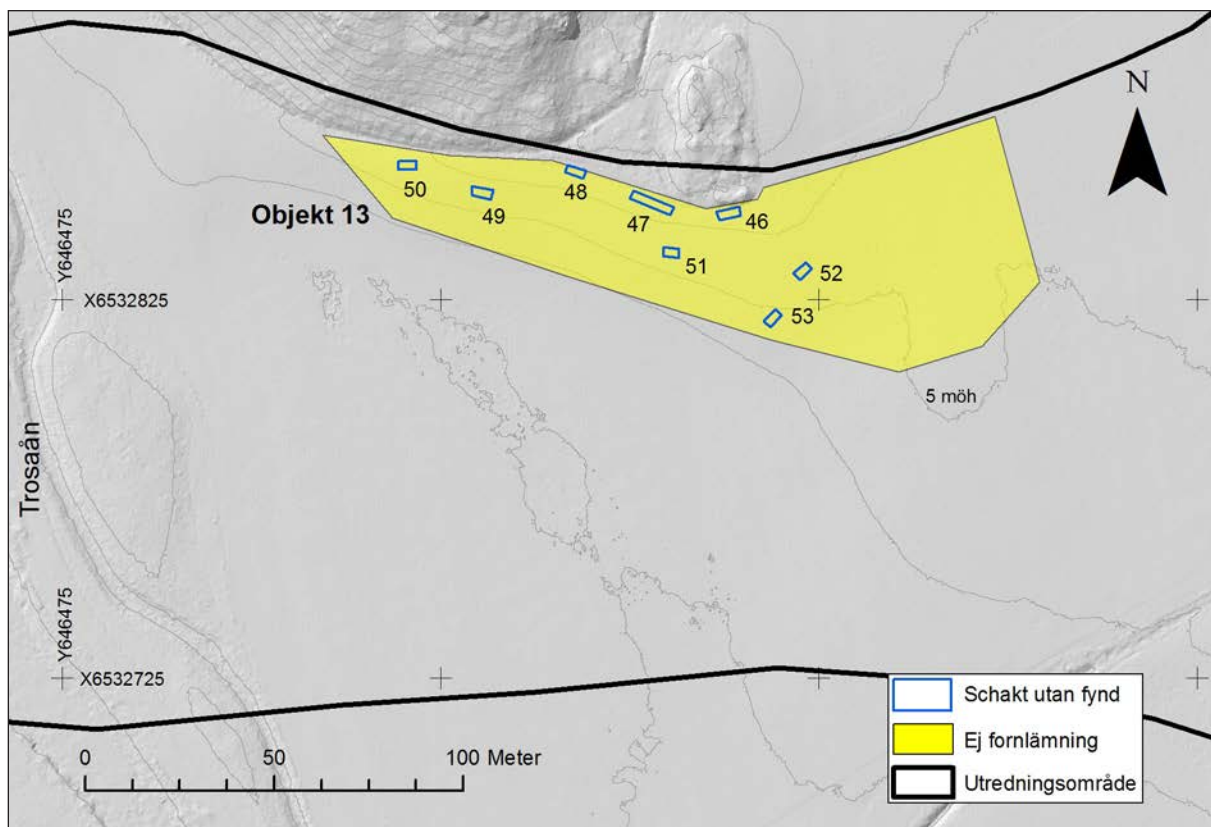 N
50
48
Objekt 13
49
47
46
51
52
Y646475
X6532825
53
5 möh
Trosaån
Y646475
X6532725
0 50 100 Meter
Schakt utan fynd
Ej fornlämning
Utredningsområde